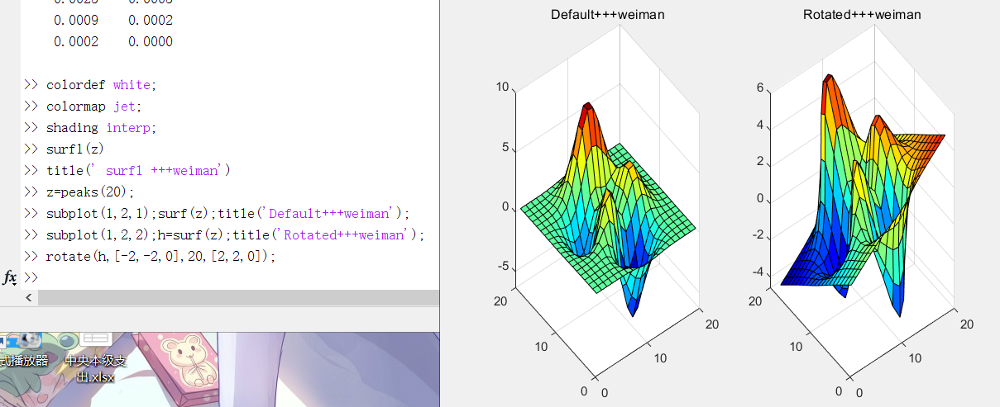 0.0009 0.0002
0.0002 0.0000
>> colordef white;
>> colormap jet;
>> shading interp;
>> surfl(z)
>> title(' surfl +++weiman')
>> z=peaks(20);
>> subplot(1,2,1);surf(z);title('Default+++weiman');
>> subplot(1,2,2);h=surf(z);title('Rotated+++weiman');
>> rotate(h,[-2,-2,0],20,[2,2,0]);
fx >>
式播放器
中央本级支
出.xlsx
Default+++weiman
10
5
0
-5
20
10
0
0
10
20
Rotated+++weiman
6
4
2
0
-2
-4
20
10
0
0
10
20